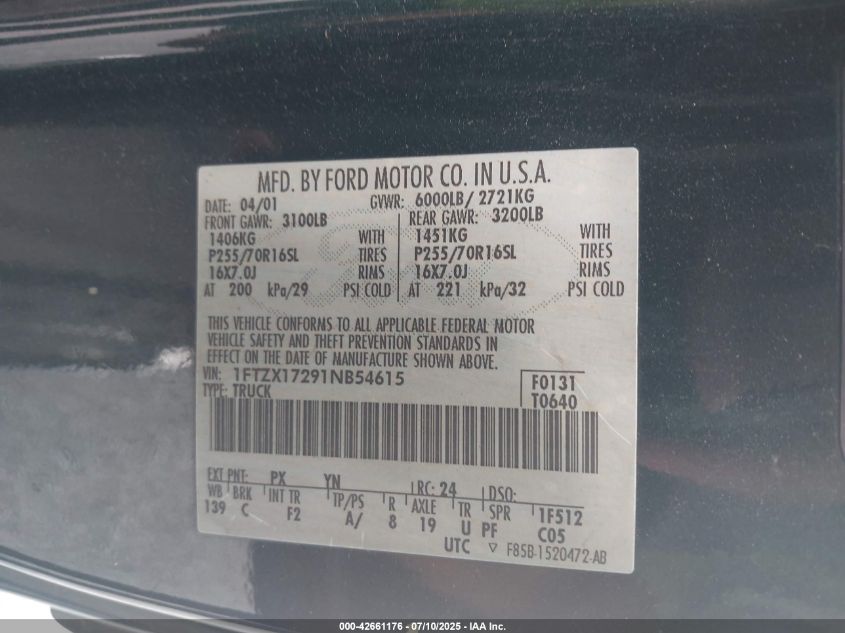 MFD. BY FORD MOTOR CO. IN U.S.A.
DATE: 04/01 GVWR: 6000LB/ 2721KG
FRONT GAWR: 3100LB REAR GAWR: 3200LB
1406KG WITH 1451KG WITH
P255/70R16SL TIRES P255/70R16SL TIRES
16X7.0J RIMS 16X7.0J RIMS
AT 200 kPa/29 PSI COLD AT 221 kPa/32 PSI COLD
THIS VEHICLE CONFORMS TO ALL APPLICABLE FEDERAL MOTOR
VEHICLE SAFETY AND THEFT PREVENTION STANDARDS IN
EFFECT ON THE DATE OF MANUFACTURE SHOWN ABOVE.
VIN: 1FTZX17291NB54615 F0131
TYPE: TRUCK T0640
EXT PNT: PX YN RC: 24 DSO:
WB BRK INT TR TP/PS R AXLE TR SPR 1F512
139 C F2 A/ 8 19 U PF C05
UTC ▽ F85B-1520472-AB
000-42661176 - 07/10/2025 - IAA Inc.